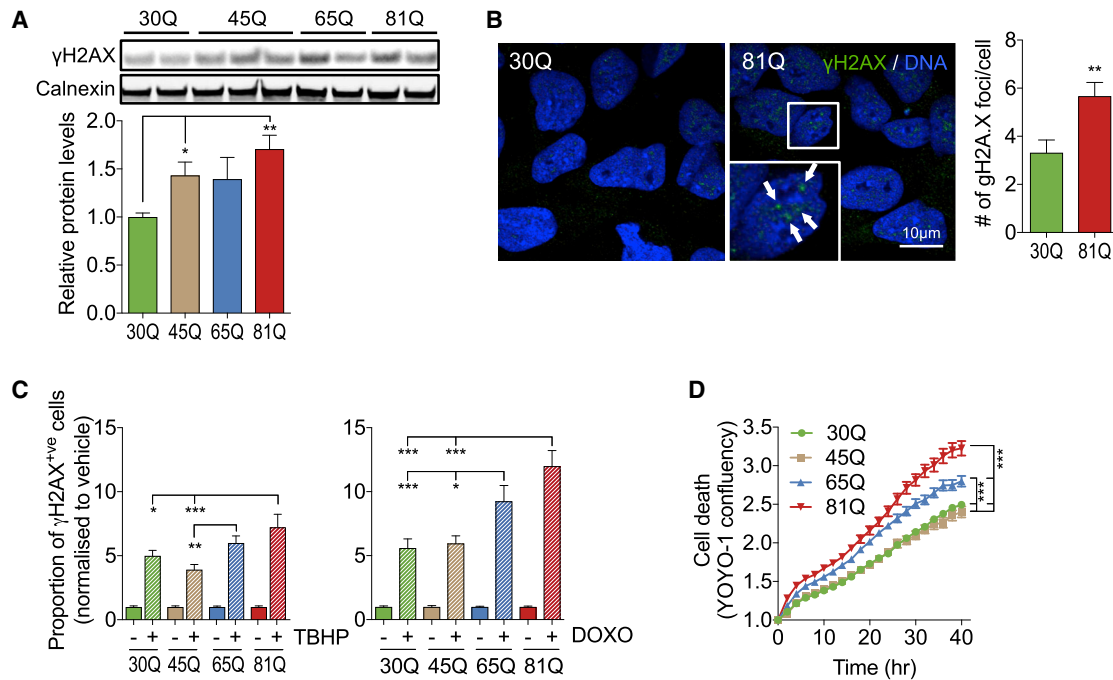 A
30Q 45Q 65Q 81Q
γH2AX
Calnexin
Relative protein levels
2.0
1.5
1.0
0.5
0.0
* **
30Q 45Q 65Q 81Q
B
30Q
81Q
γH2AX / DNA
10μm
# of gH2A.X foci/cell
8
6
4
2
0
**
30Q 81Q
C
Proportion of γH2AX+ve cells
(normalised to vehicle)
15
10
5
0
* ***
**
- + - + - + - + TBHP
30Q 45Q 65Q 81Q
15
10
5
0
*** ***
*** *
- + - + - + - + DOXO
30Q 45Q 65Q 81Q
D
Cell death
(YOYO-1 confluency)
3.5
3.0
2.5
2.0
1.5
1.0
30Q
45Q
65Q
81Q
***
***
0 10 20 30 40
Time (hr)